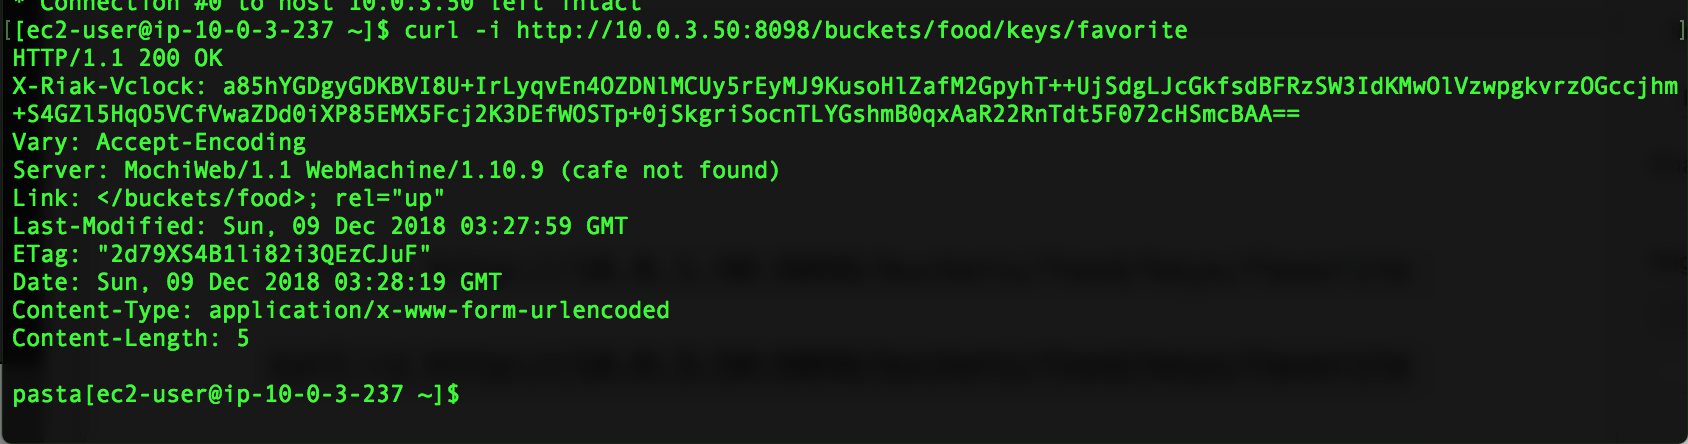 * Connection #0 to host 10.0.3.50 left intact
[[ec2-user@ip-10-0-3-237 ~]$ curl -i http://10.0.3.50:8098/buckets/food/keys/favorite ]
HTTP/1.1 200 OK
X-Riak-Vclock: a85hYGDgyGDKBVI8U+IrLyqvEn4OZDNlMCUy5rEyMJ9KusoHlZafM2GpyhT++UjSdgLJcGkfsdBFRzSW3IdKMwOlVzwpgkvrzOGccjhm
+S4GZl5HqO5VCfVwaZDd0iXP85EMX5Fcj2K3DEfWOSTp+0jSkgriSocnTLYGshmB0qxAaR22RnTdt5F072cHSmcBAA==
Vary: Accept-Encoding
Server: MochiWeb/1.1 WebMachine/1.10.9 (cafe not found)
Link: </buckets/food>; rel="up"
Last-Modified: Sun, 09 Dec 2018 03:27:59 GMT
ETag: "2d79XS4B1li82i3QEzCJuF"
Date: Sun, 09 Dec 2018 03:28:19 GMT
Content-Type: application/x-www-form-urlencoded
Content-Length: 5
pasta[ec2-user@ip-10-0-3-237 ~]$